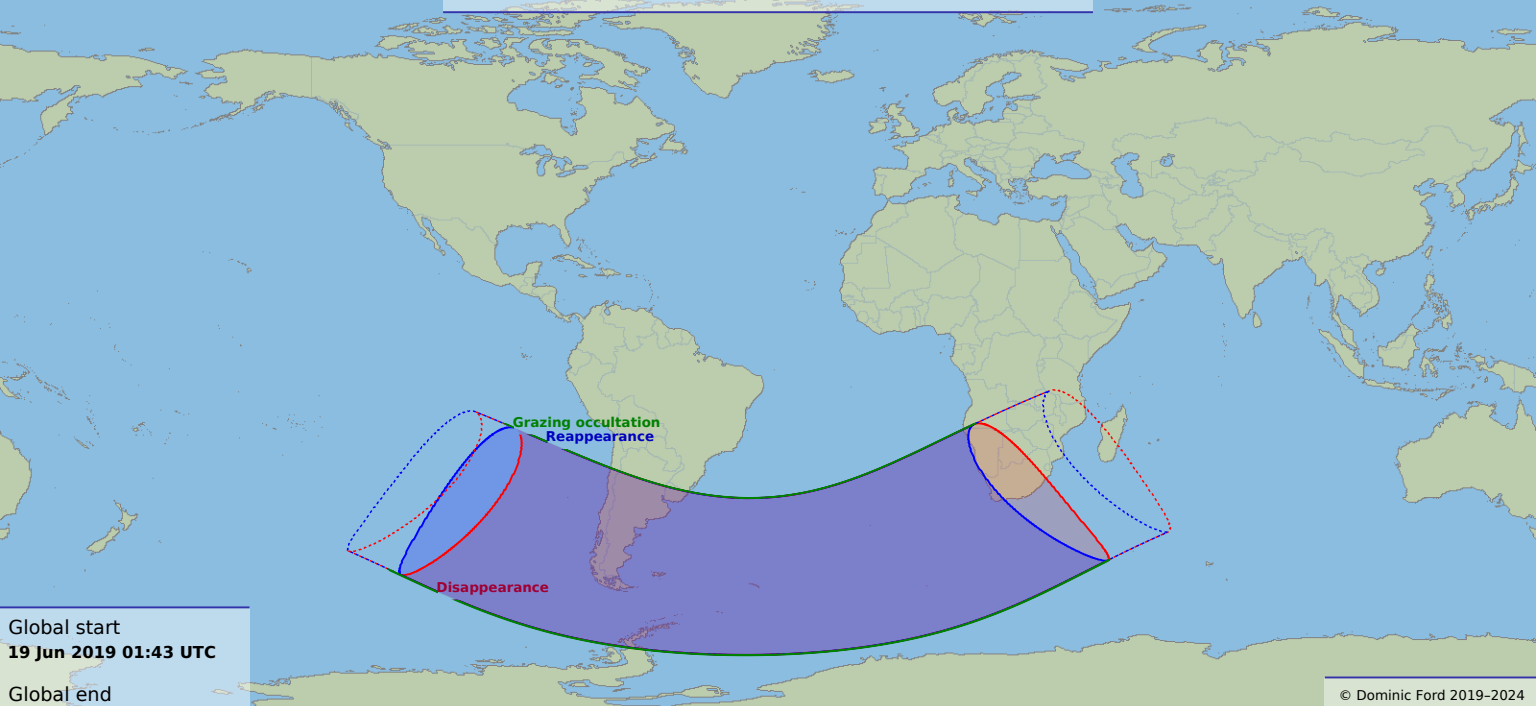 Grazing occultation
Reappearance
Disappearance
Global start
19 Jun 2019 01:43 UTC
Global end
© Dominic Ford 2019–2024